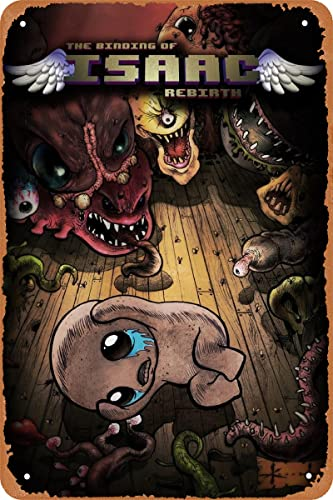 THE BINDING OF
ISAAC
REBIRTH